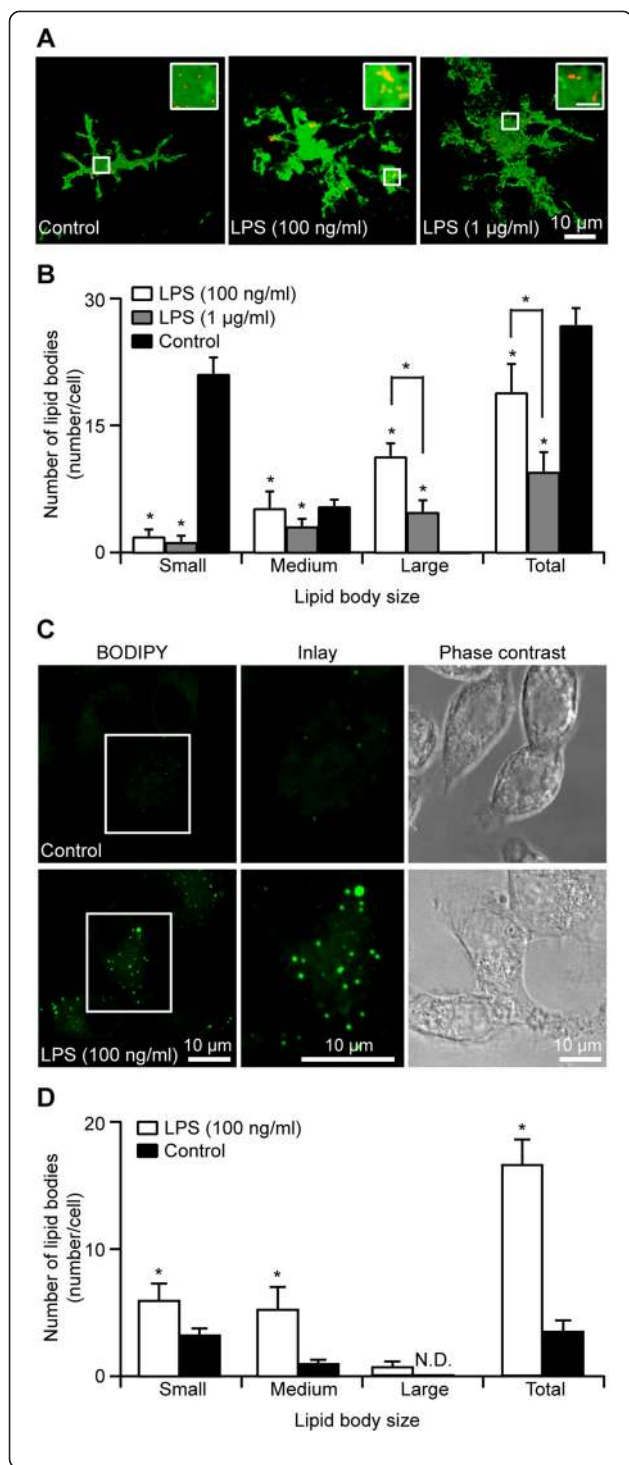 A
Control
LPS (100 ng/ml)
LPS (1 µg/ml)
10 µm
B
Number of lipid bodies
(number/cell)
30
15
0
LPS (100 ng/ml)
LPS (1 µg/ml)
Control
* * * * * * * * * *
Small Medium Large Total
Lipid body size
C
BODIPY Inlay Phase contrast
Control
LPS (100 ng/ml)
10 µm
10 µm
10 µm
D
Number of lipid bodies
(number/cell)
20
10
0
LPS (100 ng/ml)
Control
* * N.D. *
Small Medium Large Total
Lipid body size